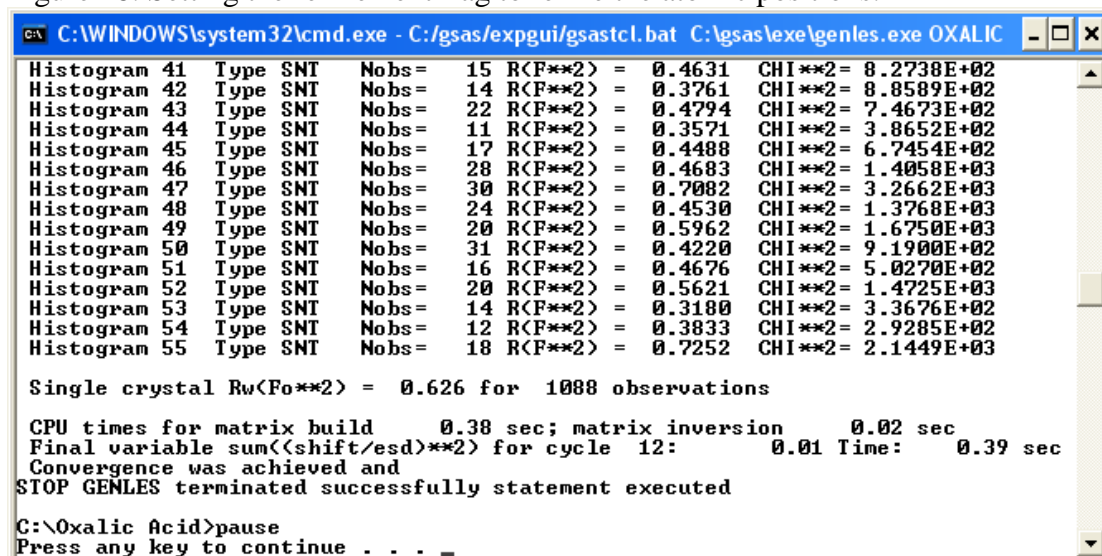 C:\WINDOWS\system32\cmd.exe - C:/gsas/expgui/gsastcl.bat C:\gsas\exe\genles.exe OXALIC
Histogram 41 Type SNT Nobs= 15 R(F**2) = 0.4631 CHI**2= 8.2738E+02
Histogram 42 Type SNT Nobs= 14 R(F**2) = 0.3761 CHI**2= 8.8589E+02
Histogram 43 Type SNT Nobs= 22 R(F**2) = 0.4794 CHI**2= 7.4673E+02
Histogram 44 Type SNT Nobs= 11 R(F**2) = 0.3571 CHI**2= 3.8652E+02
Histogram 45 Type SNT Nobs= 17 R(F**2) = 0.4488 CHI**2= 6.7454E+02
Histogram 46 Type SNT Nobs= 28 R(F**2) = 0.4683 CHI**2= 1.4058E+03
Histogram 47 Type SNT Nobs= 30 R(F**2) = 0.7082 CHI**2= 3.2662E+03
Histogram 48 Type SNT Nobs= 24 R(F**2) = 0.4530 CHI**2= 1.3768E+03
Histogram 49 Type SNT Nobs= 20 R(F**2) = 0.5962 CHI**2= 1.6750E+03
Histogram 50 Type SNT Nobs= 31 R(F**2) = 0.4220 CHI**2= 9.1900E+02
Histogram 51 Type SNT Nobs= 16 R(F**2) = 0.4676 CHI**2= 5.0270E+02
Histogram 52 Type SNT Nobs= 20 R(F**2) = 0.5621 CHI**2= 1.4725E+03
Histogram 53 Type SNT Nobs= 14 R(F**2) = 0.3180 CHI**2= 3.3676E+02
Histogram 54 Type SNT Nobs= 12 R(F**2) = 0.3833 CHI**2= 2.9285E+02
Histogram 55 Type SNT Nobs= 18 R(F**2) = 0.7252 CHI**2= 2.1449E+03
Single crystal Rw(Fo**2) = 0.626 for 1088 observations
CPU times for matrix build 0.38 sec; matrix inversion 0.02 sec
Final variable sum((shift/esd)**2) for cycle 12: 0.01 Time: 0.39 sec
Convergence was achieved and
STOP GENLES terminated successfully statement executed
C:\Oxalic Acid>pause
Press any key to continue . . . _